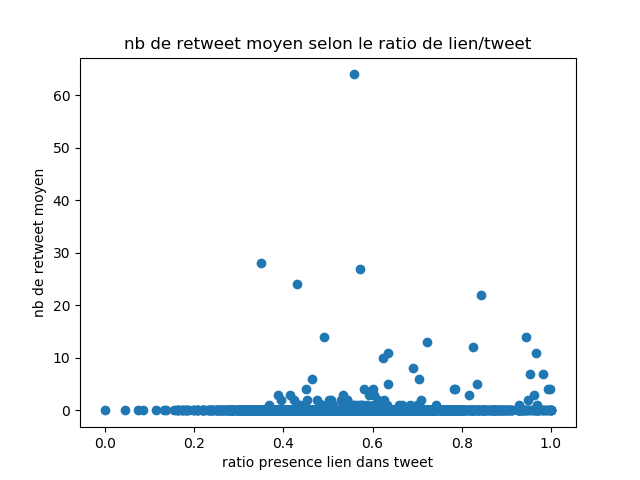 nb de retweet moyen selon le ratio de lien/tweet
60
50
40
30
20
10
0
nb de retweet moyen
0.0 0.2 0.4 0.6 0.8 1.0
ratio presence lien dans tweet